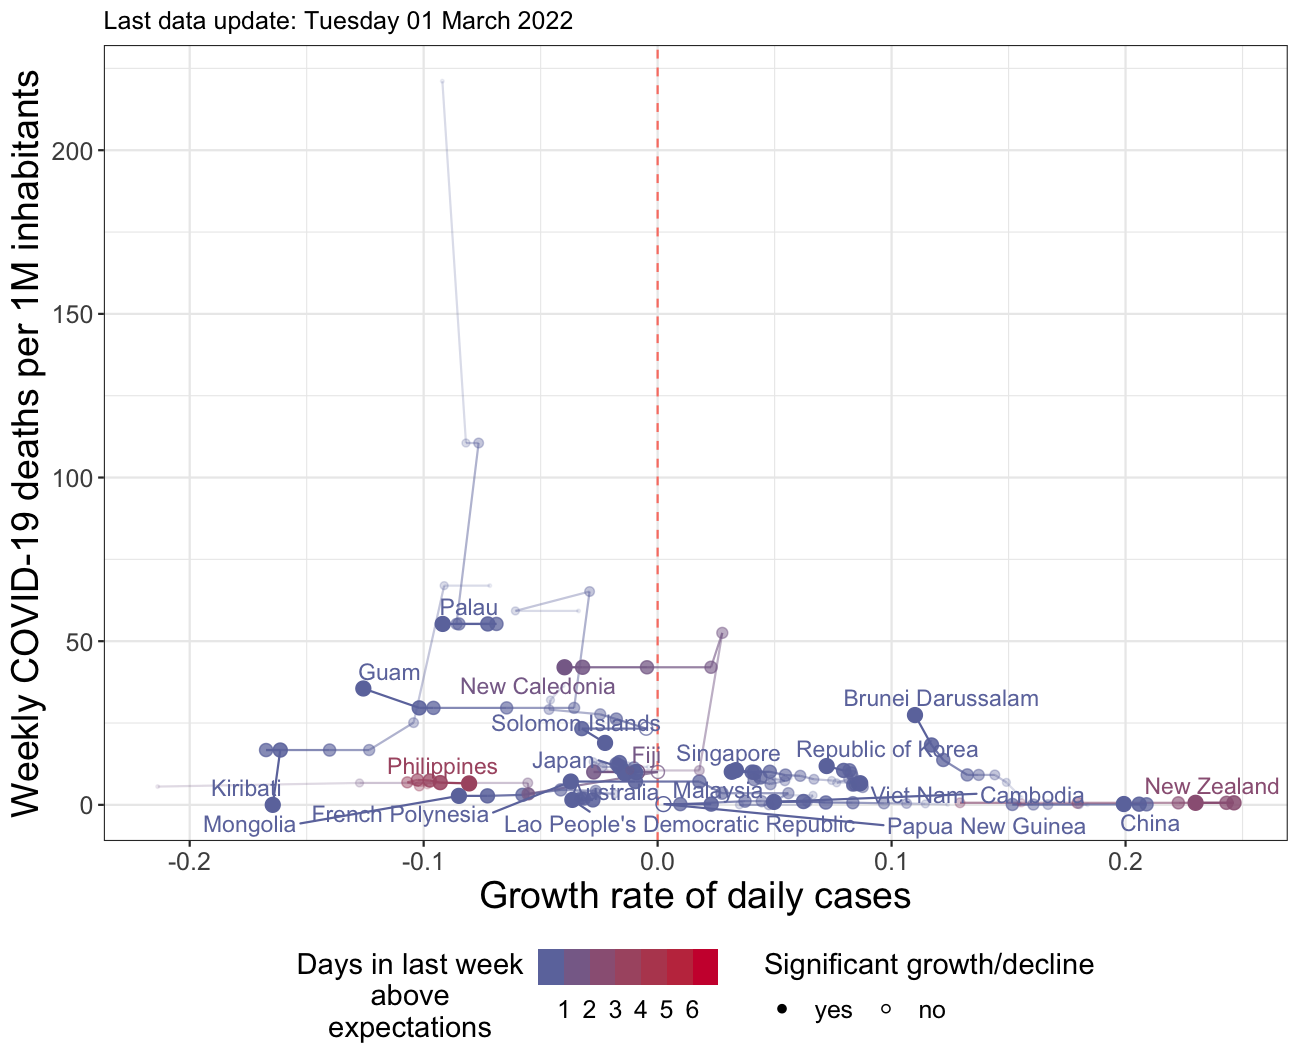 Last data update: Tuesday 01 March 2022
Weekly COVID-19 deaths per 1M inhabitants
200
150
100
50
0
Palau
Guam
New Caledonia
Brunei Darussalam
Solomon Islands
Fiji
Singapore
Republic of Korea
Japan
Philippines
Kiribati
Malaysia
Viet Nam
Cambodia
New Zealand
French Polynesia
Mongolia
Lao People's Democratic Republic
Papua New Guinea
China
-0.2
-0.1
0.0
0.1
0.2
Growth rate of daily cases
Days in last week
above
expectations
1 2 3 4 5 6
Significant growth/decline
yes
no